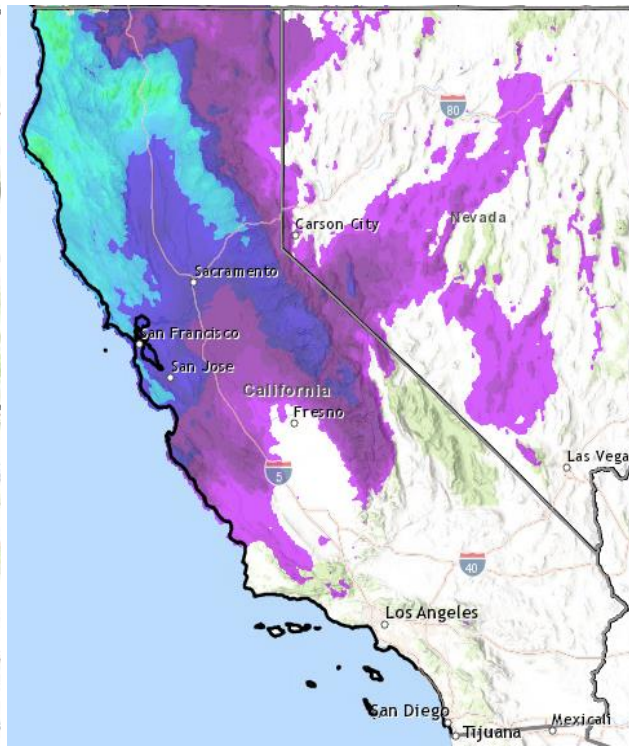 80
Carson City
Nevada
Sacramento
San Francisco
San Jose
California
Fresno
5
Las Vega
40
Los Angeles
San Diego
Tijuana
Mexicali